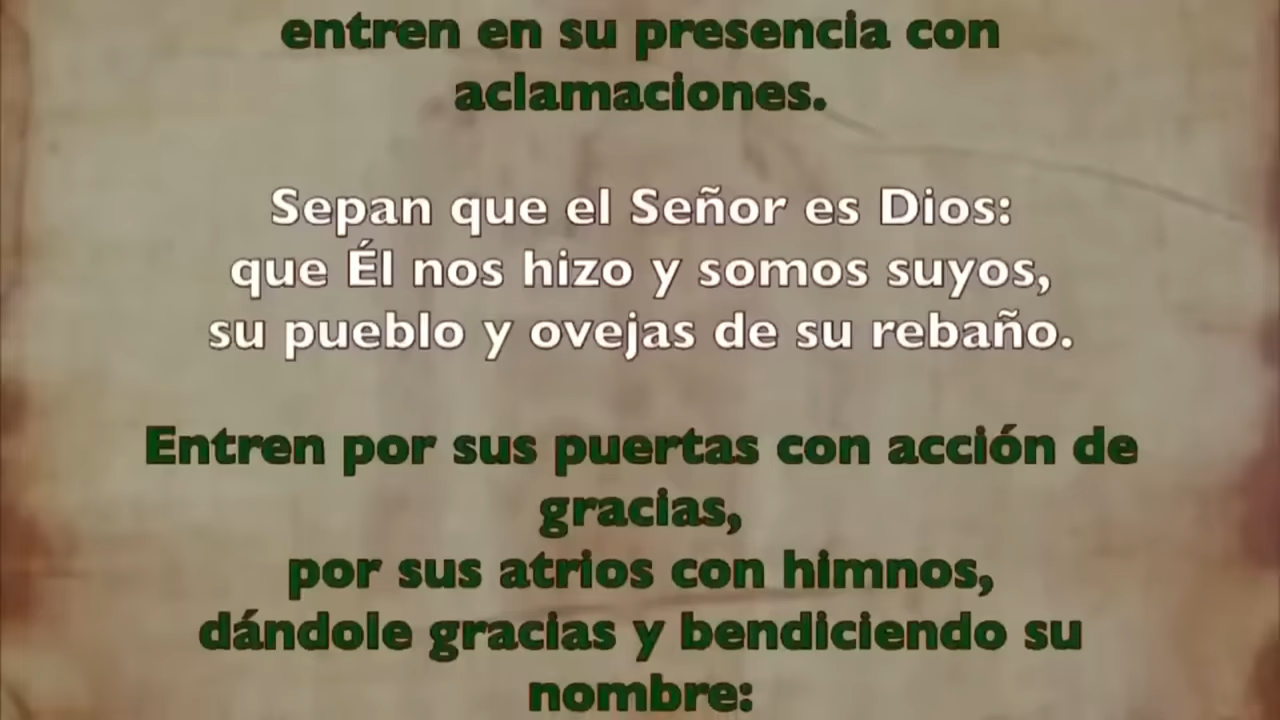 entren en su presencia con
aclamaciones.
Sepan que el Señor es Dios:
que Él nos hizo y somos suyos,
su pueblo y ovejas de su rebaño.
Entren por sus puertas con acción de
gracias,
por sus atrios con himnos,
dándole gracias y bendiciendo su
nombre: